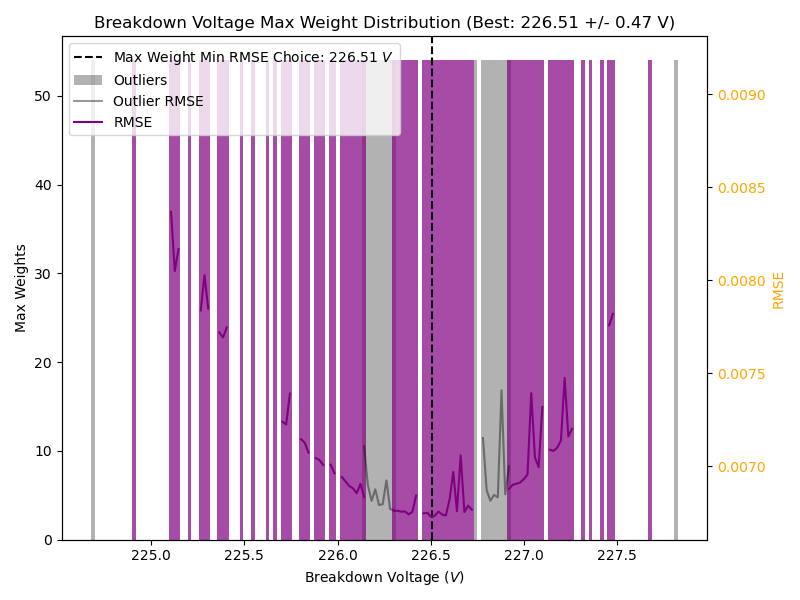 Breakdown Voltage Max Weight Distribution (Best: 226.51 +/- 0.47 V)
Max Weight Min RMSE Choice: 226.51 V
Outliers
Outlier RMSE
RMSE
50
40
30
20
10
0
Max Weights
0.0090
0.0085
0.0080
0.0075
0.0070
RMSE
225.0 225.5 226.0 226.5 227.0 227.5
Breakdown Voltage (V)